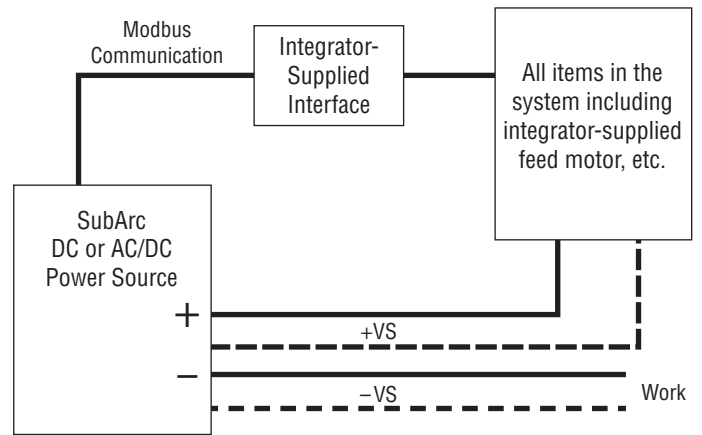 Modbus
Communication
Integrator-
Supplied
Interface
All items in the
system including
integrator-supplied
feed motor, etc.
SubArc
DC or AC/DC
Power Source
+
+VS
–
–VS
Work